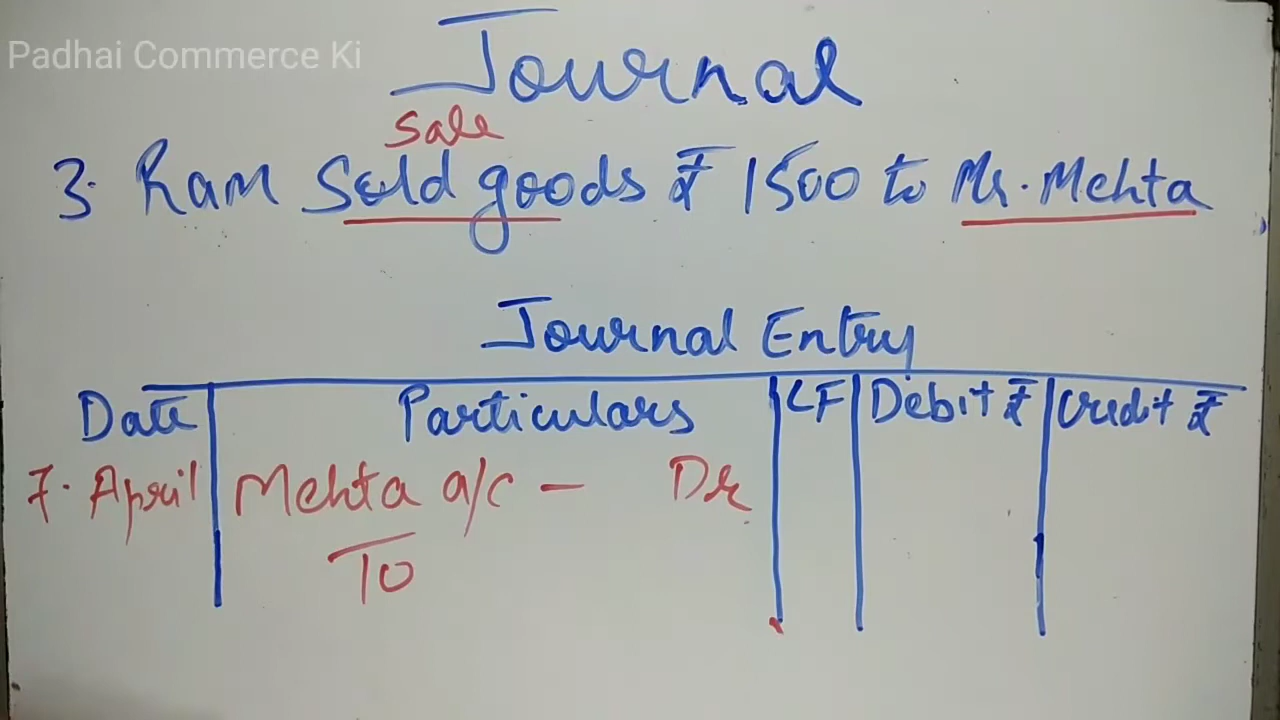 Padhai Commerce Ki
Journal
Sale
3. Ram Sold goods ₹ 1500 to Mr. Mehta
Journal Entry
Date Particulars LF Debit ₹ Credit ₹
7. April Mehta a/c - Dr
To